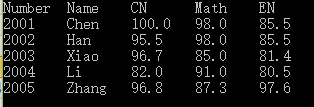 Number Name CN Math EN
2001 Chen 100.0 98.0 85.5
2002 Han 95.5 98.0 85.5
2003 Xiao 96.7 85.0 81.4
2004 Li 82.0 91.0 80.5
2005 Zhang 96.8 87.3 97.6